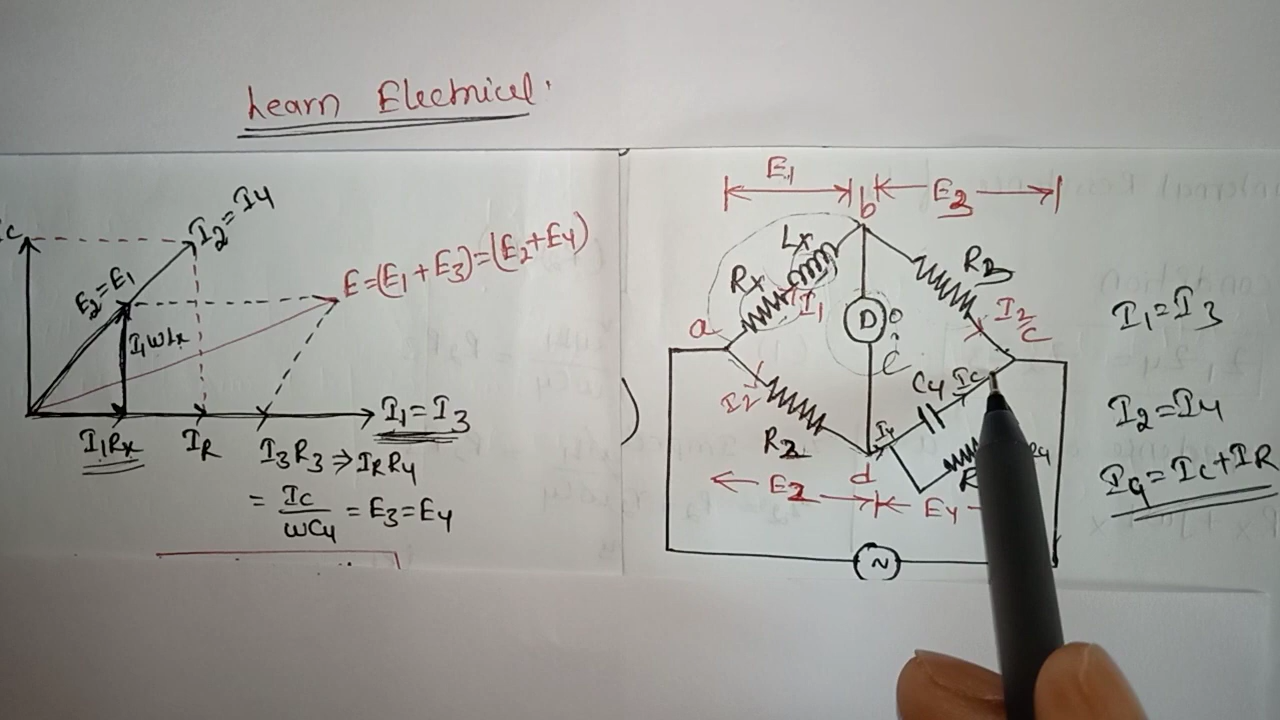 Learn Electrical.
Ic
I2=I4
E2=E1
E=(E1+E3)=(E2+E4)
I1ωLx
I1=I3
I1Rx
IR
I3R3 ⇒ IRR4
= Ic/ωC4 = E3=E4
E1
E3
b
Lx
Rx
R3
I1
D
I2/c
a
I2
C4
Ic
R2
I4
d
R4
E2
E4
~
I1=I3
I2=I4
I4=Ic+IR